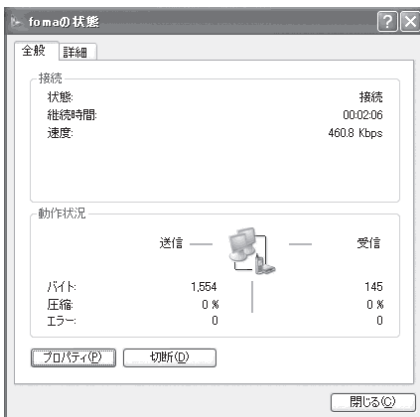 fomaの状態
全般 詳細
接続
状態: 接続
継続時間: 00:02:06
速度: 460.8 Kbps
動作状況
送信 — — 受信
バイト: 1,554 145
圧縮: 0 % 0 %
エラー: 0 0
プロパティ(P) 切断(D)
閉じる(C)